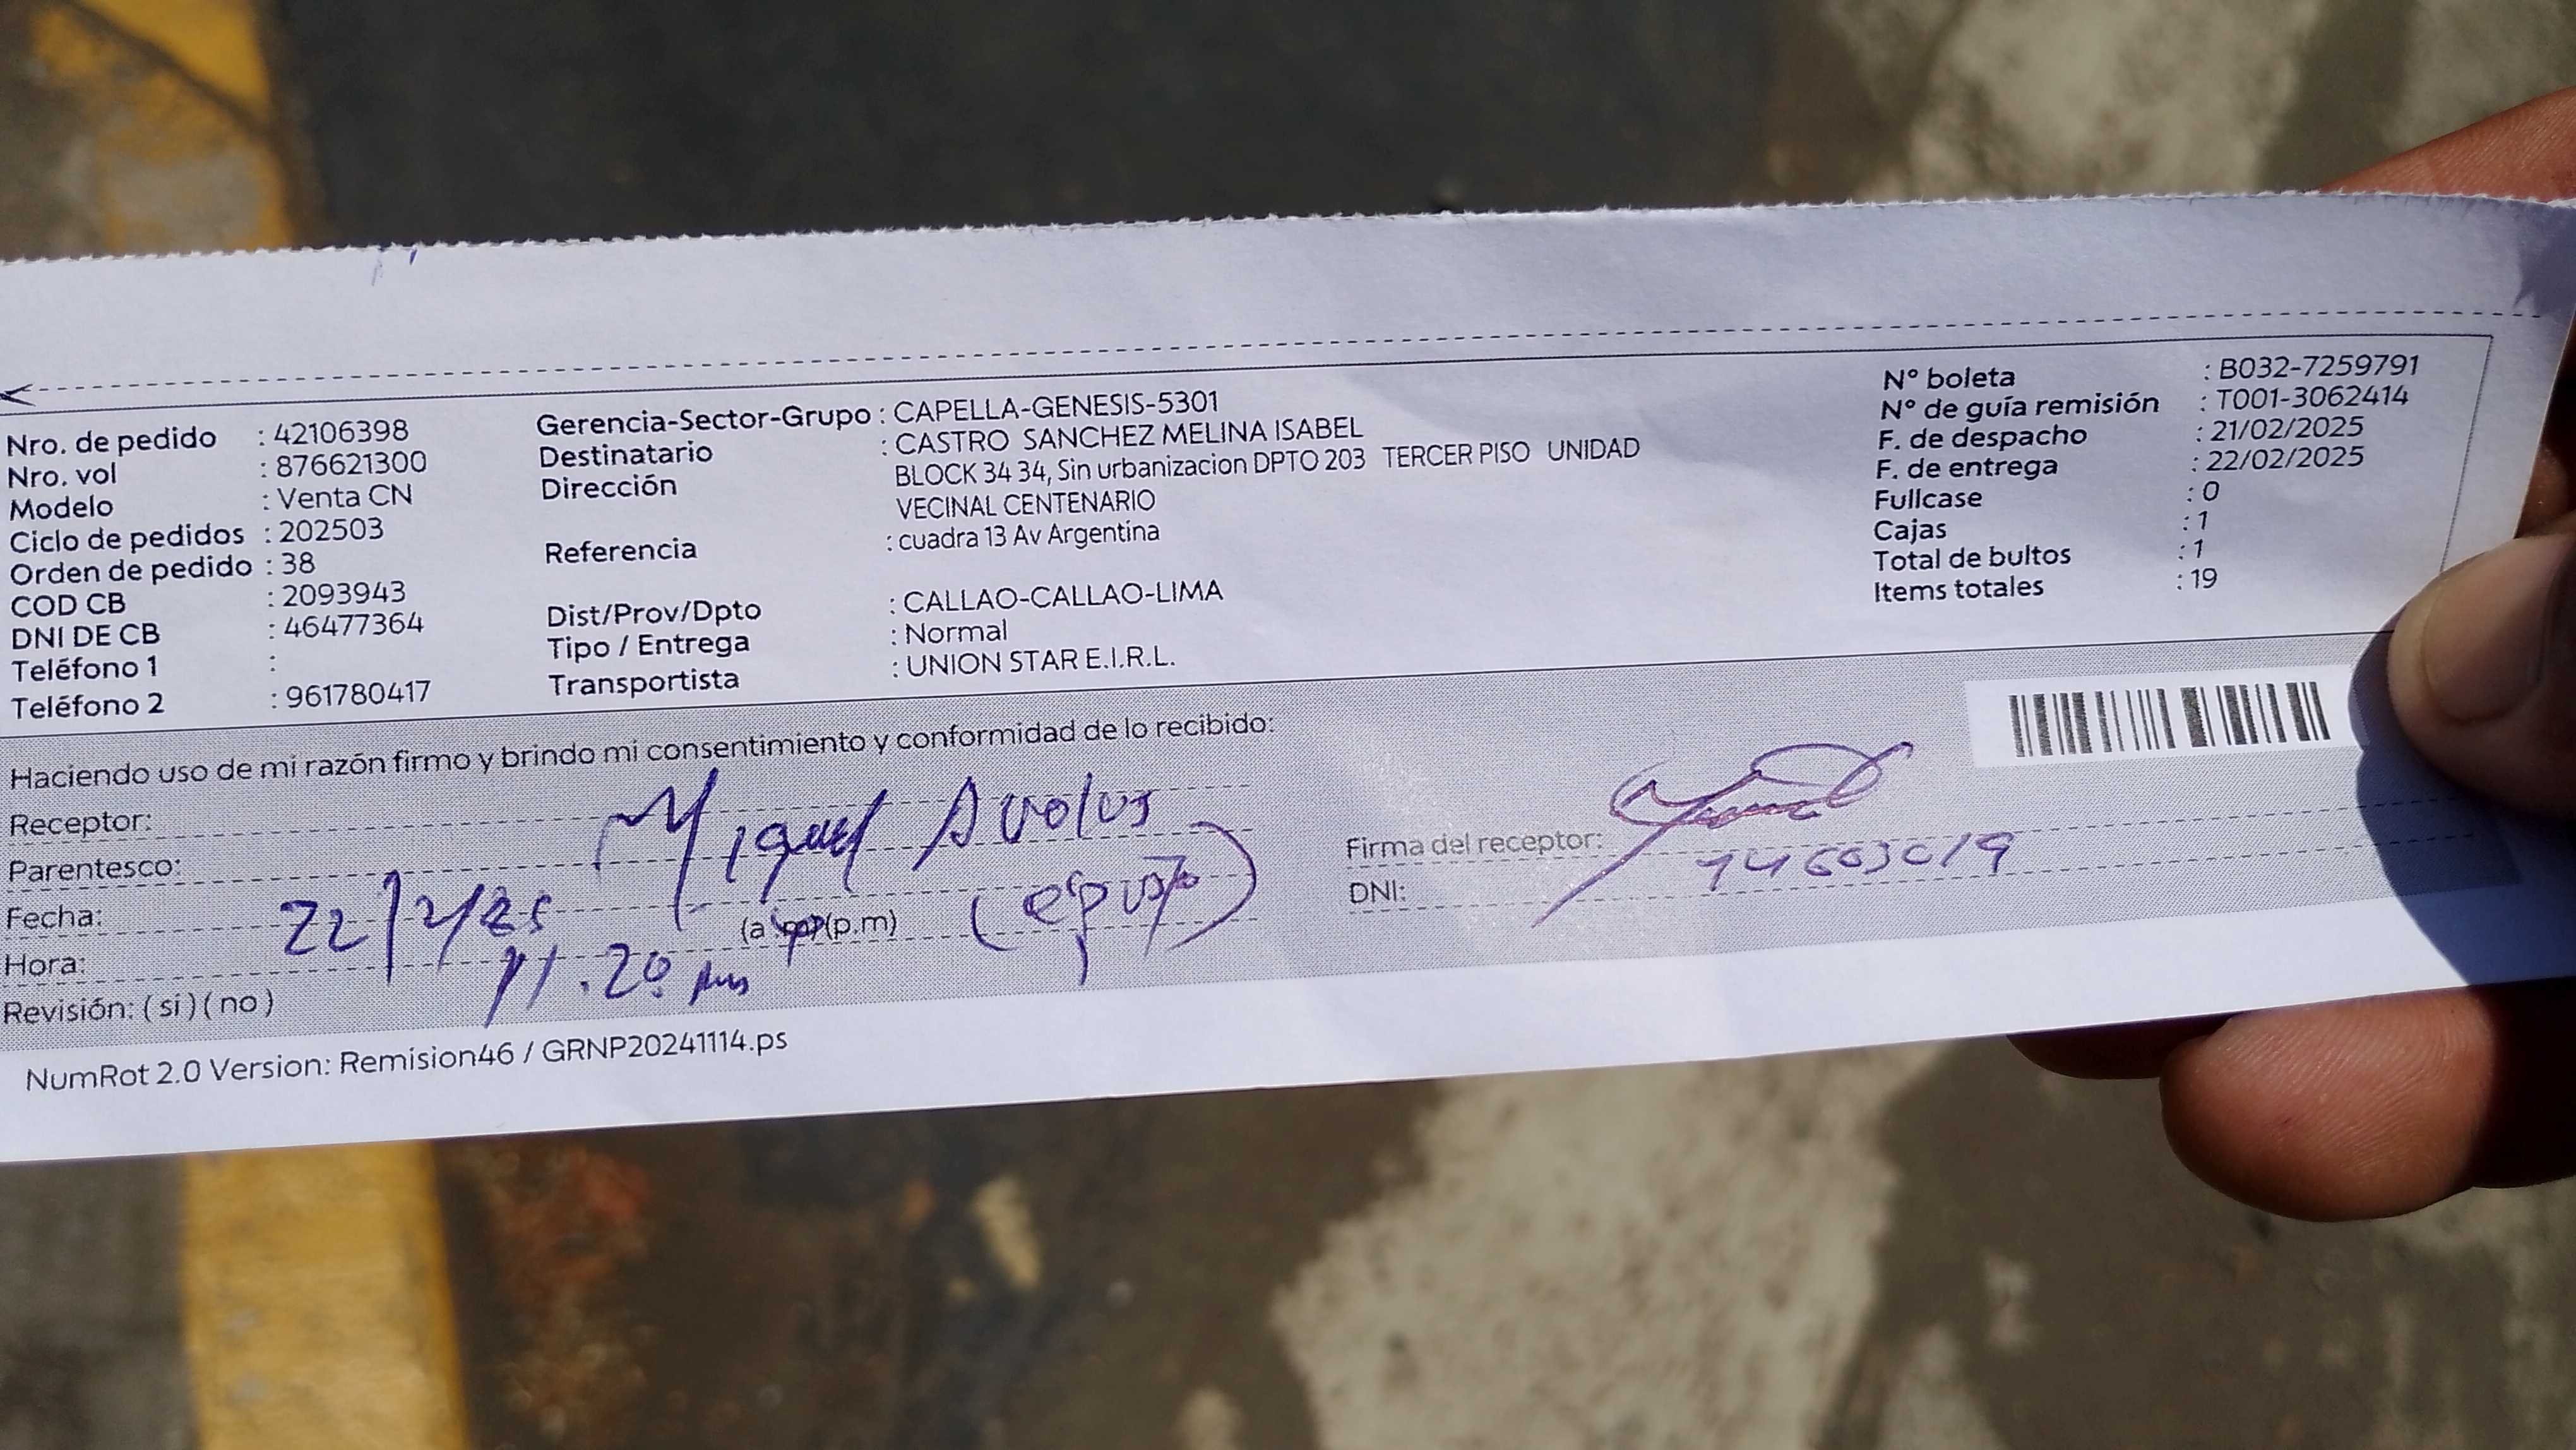 Nro. de pedido : 42106398
Nro. vol : 876621300
Modelo : Venta CN
Ciclo de pedidos : 202503
Orden de pedido : 38
COD CB : 2093943
DNI DE CB : 46477364
Teléfono 1 :
Teléfono 2 : 961780417
Gerencia-Sector-Grupo : CAPELLA-GENESIS-5301
Destinatario : CASTRO SANCHEZ MELINA ISABEL
Dirección BLOCK 34 34, Sin urbanizacion DPTO 203 TERCER PISO UNIDAD
VECINAL CENTENARIO
Referencia : cuadra 13 Av Argentina
Dist/Prov/Dpto : CALLAO-CALLAO-LIMA
Tipo / Entrega : Normal
Transportista : UNION STAR E.I.R.L.
N° boleta : B032-7259791
N° de guía remisión : T001-3062414
F. de despacho : 21/02/2025
F. de entrega : 22/02/2025
Fullcase : 0
Cajas : 1
Total de bultos : 1
Items totales : 19
Haciendo uso de mi razón firmo y brindo mi consentimiento y conformidad de lo recibido:
Receptor: Miguel
Parentesco:
Fecha: 22/2/25
Hora: 11.20 (p.m)
Revisión: ( si ) ( no )
Firma del receptor:
DNI:
NumRot 2.0 Version: Remision46 / GRNP20241114.ps